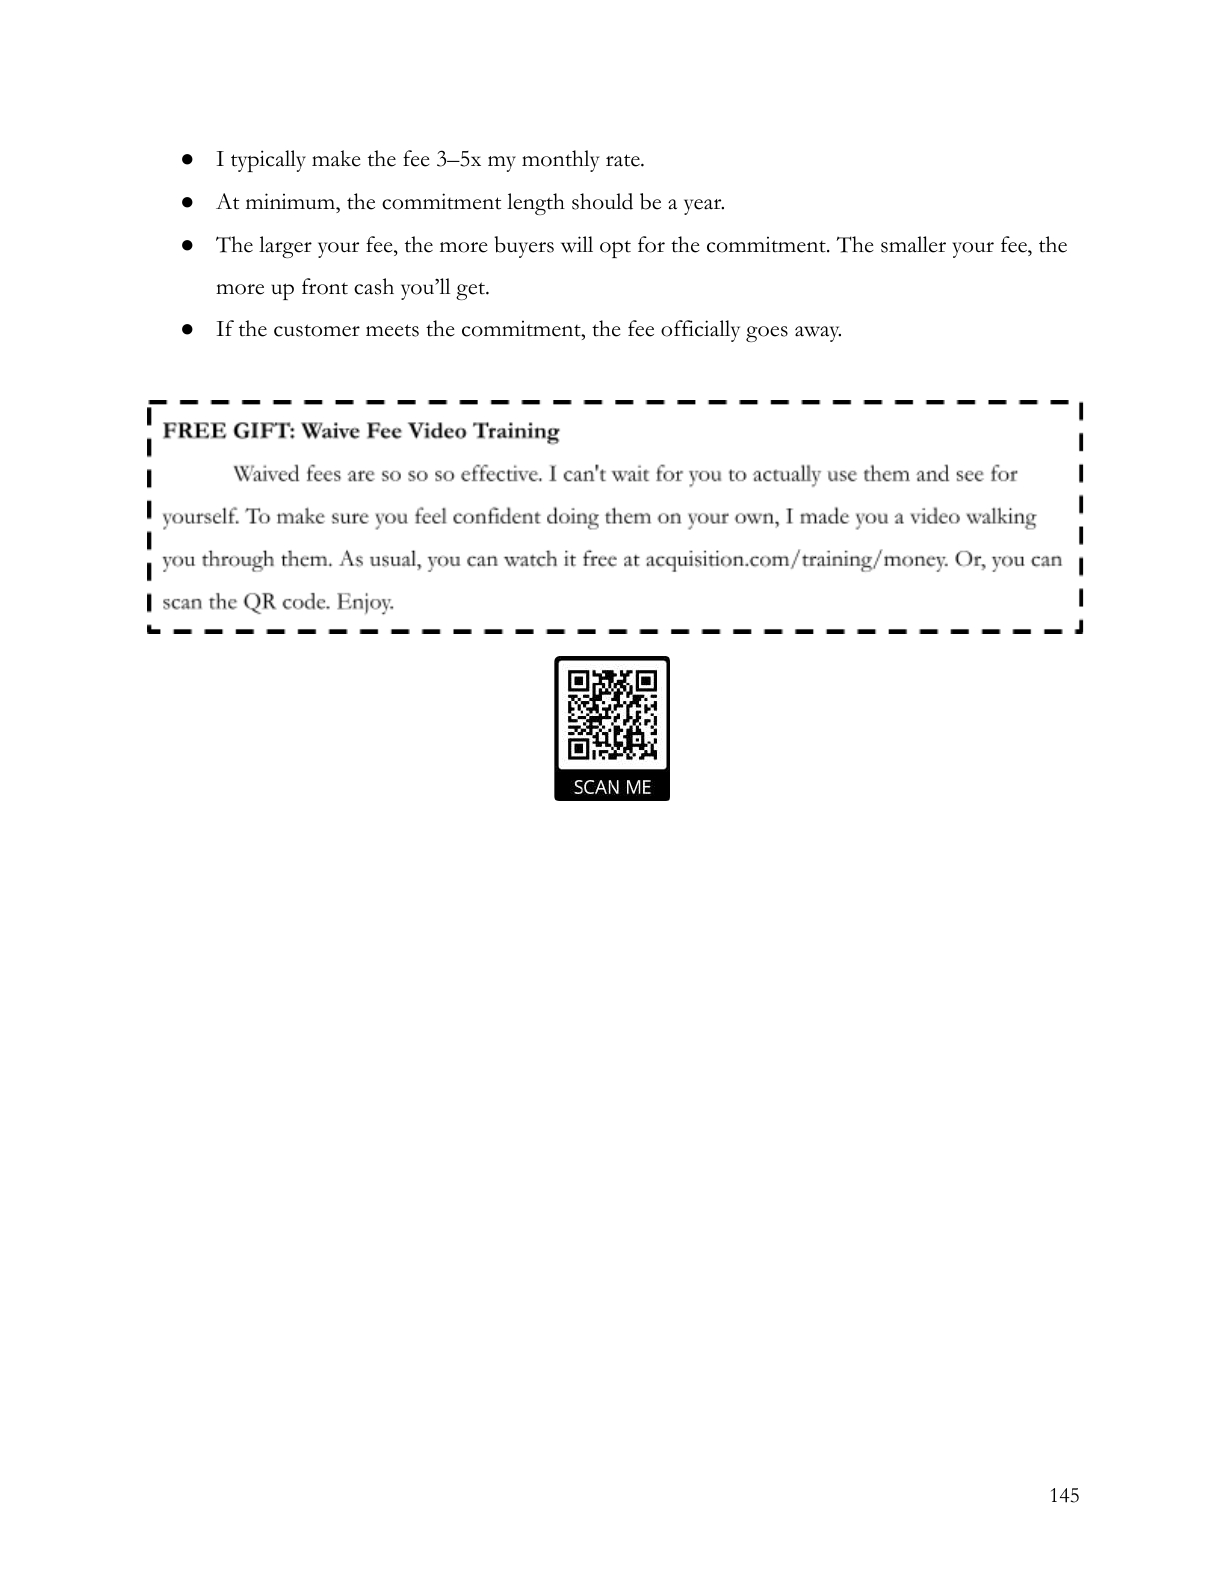 ● I typically make the fee 3–5x my monthly rate.
● At minimum, the commitment length should be a year.
● The larger your fee, the more buyers will opt for the commitment. The smaller your fee, the
more up front cash you’ll get.
● If the customer meets the commitment, the fee officially goes away.
FREE GIFT: Waive Fee Video Training
Waived fees are so so so effective. I can't wait for you to actually use them and see for
yourself. To make sure you feel confident doing them on your own, I made you a video walking
you through them. As usual, you can watch it free at acquisition.com/training/money. Or, you can
scan the QR code. Enjoy.
SCAN ME
145